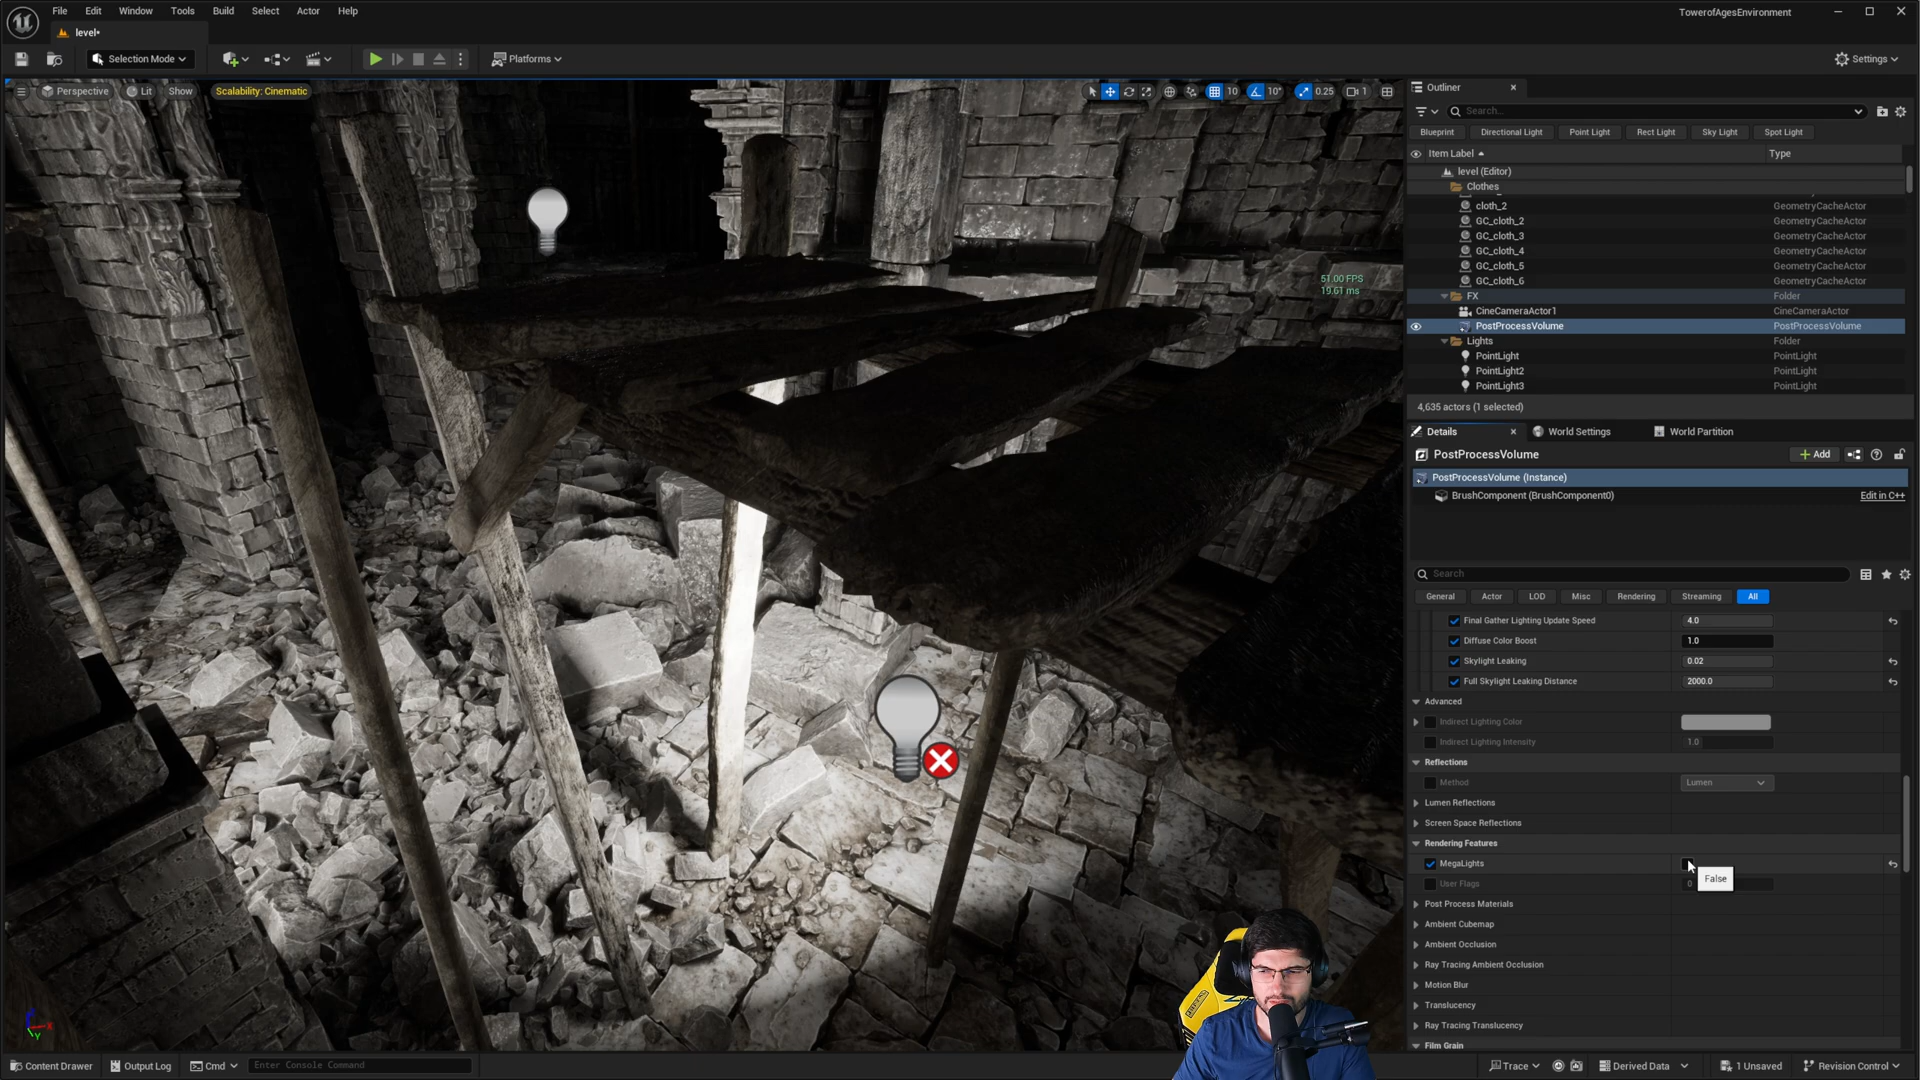 File Edit Window Tools Build Select Actor Help
TowerofAgesEnvironment
level*
Selection Mode
Platforms
Settings
Perspective Lit Show Scalability: Cinematic
10 10° 0.25 1
51.00 FPS
19.61 ms
Outliner
Search...
Blueprint Directional Light Point Light Rect Light Sky Light Spot Light
Item Label Type
level (Editor)
Clothes
cloth_2 GeometryCacheActor
GC_cloth_2 GeometryCacheActor
GC_cloth_3 GeometryCacheActor
GC_cloth_4 GeometryCacheActor
GC_cloth_5 GeometryCacheActor
GC_cloth_6 GeometryCacheActor
FX Folder
CineCameraActor1 CineCameraActor
PostProcessVolume PostProcessVolume
Lights Folder
PointLight PointLight
PointLight2 PointLight
PointLight3 PointLight
4,635 actors (1 selected)
Details World Settings World Partition
PostProcessVolume
Add
PostProcessVolume (Instance)
BrushComponent (BrushComponent0) Edit in C++
Search
General Actor LOD Misc Rendering Streaming All
Final Gather Lighting Update Speed 4.0
Diffuse Color Boost 1.0
Skylight Leaking 0.02
Full Skylight Leaking Distance 2000.0
Advanced
Indirect Lighting Color
Indirect Lighting Intensity 1.0
Reflections
Method Lumen
Lumen Reflections
Screen Space Reflections
Rendering Features
MegaLights
False
User Flags 0
Post Process Materials
Ambient Cubemap
Ambient Occlusion
Ray Tracing Ambient Occlusion
Motion Blur
Translucency
Ray Tracing Translucency
Film Grain
Content Drawer Output Log Cmd Enter Console Command
Trace Derived Data 1 Unsaved Revision Control